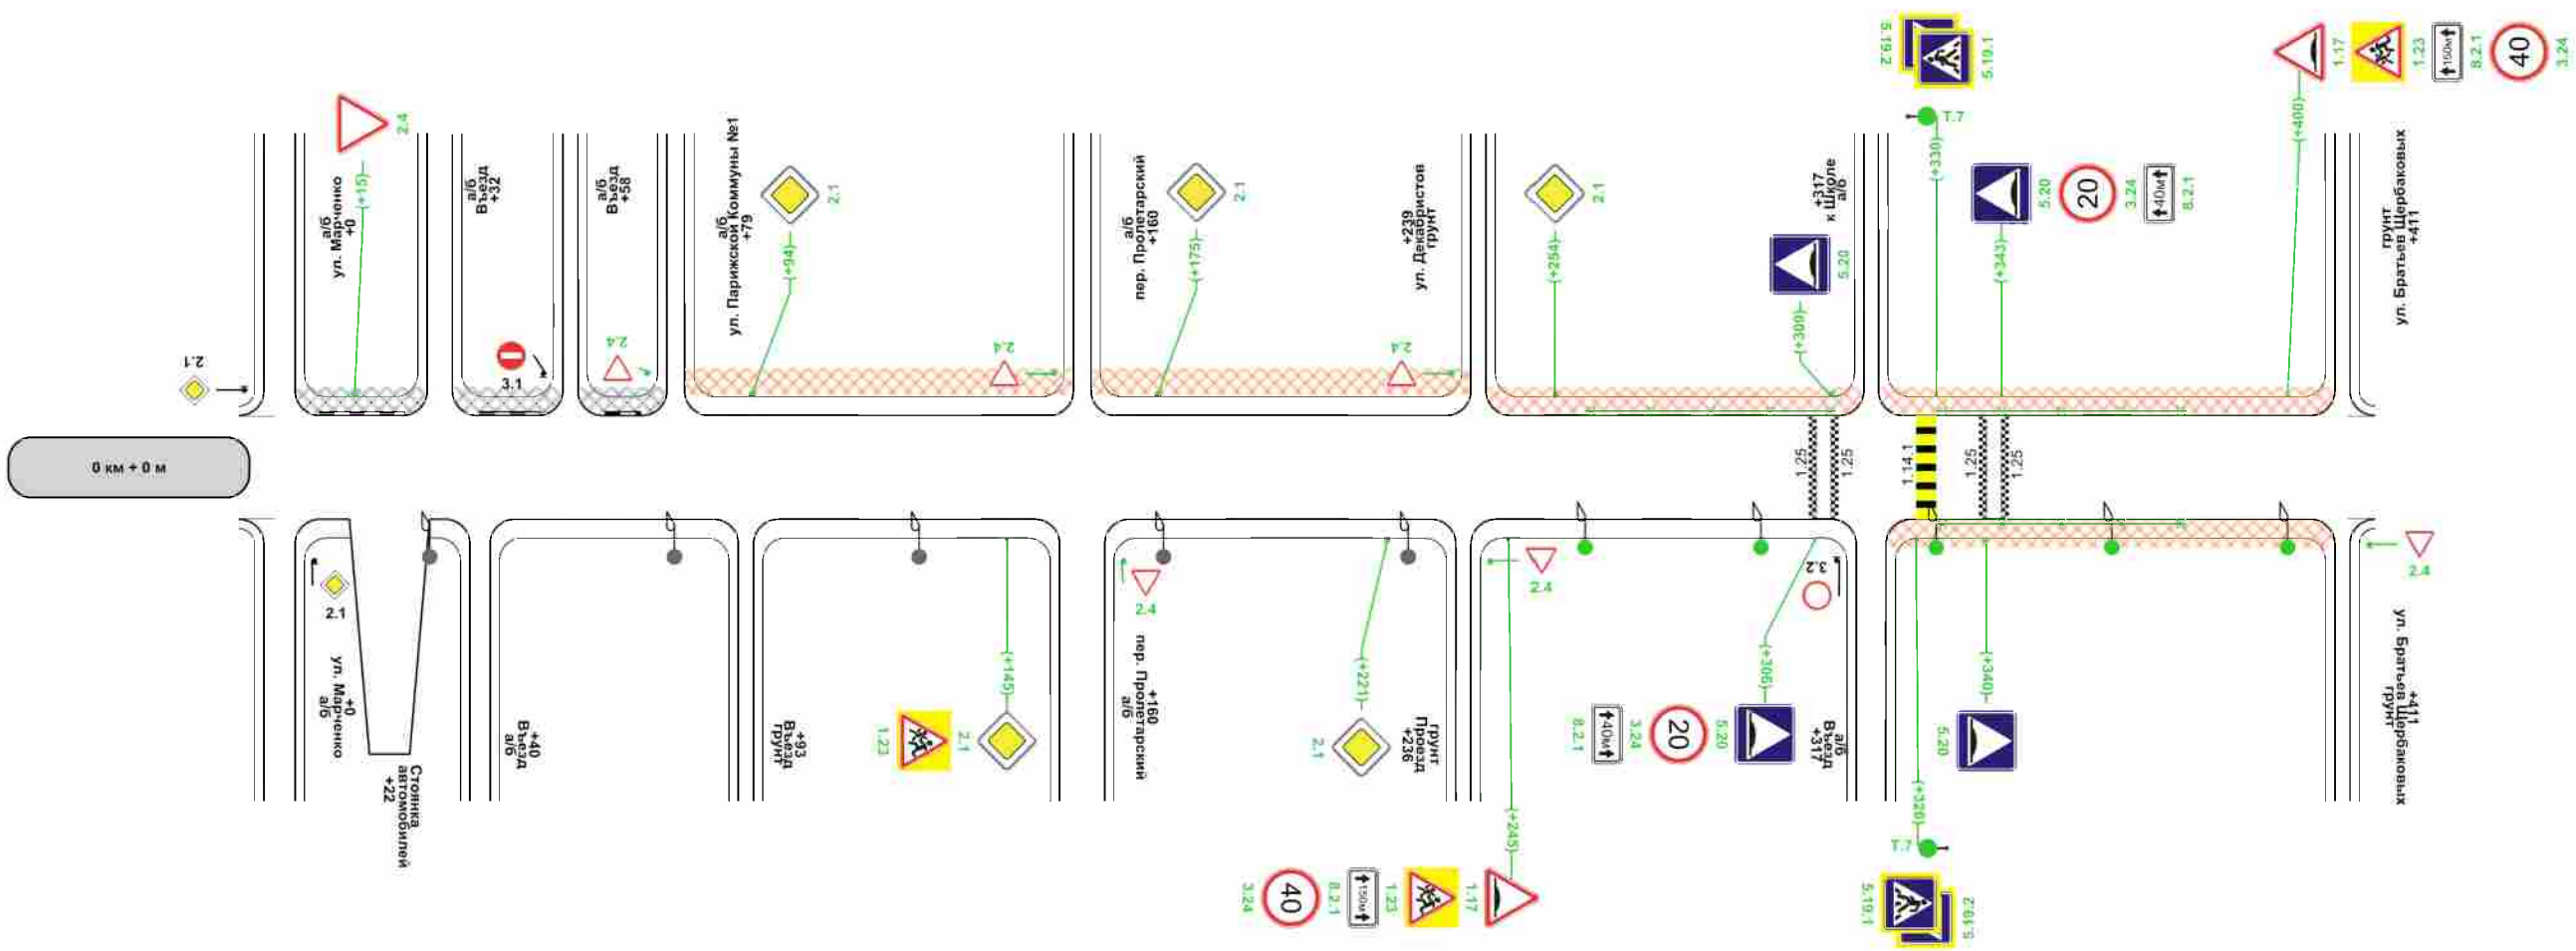 5.19.2
5.19.1
1.17
1.23
150м
8.2.1
40
3.24
2.4
(+15)
а/б
ул. Марченко
+0
а/б
Въезд
+32
а/б
Въезд
+58
а/б
ул. Парижской Коммуны №1
+79
2.1
(+94)
а/б
пер. Пролетарский
+160
2.1
(+175)
+239
ул. Декабристов
грунт
2.1
(+254)
+317
к Школе
а/б
5.20
(+309)
Т.7
(+330)
5.20
20
3.24
40м
8.2.1
(+343)
(+400)
грунт
ул. Братьев Щербаковых
+411
2.1
3.1
2.4
2.4
2.4
0 км + 0 м
1.25
1.25
1.14.1
1.25
1.25
2.1
+0
ул. Марченко
а/б
Стоянка
автомобилей
+22
+40
Въезд
а/б
+93
Въезд
грунт
1.23
2.1
(+145)
2.4
+160
пер. Пролетарский
а/б
(+221)
2.1
грунт
Проезд
+236
2.4
(+245)
3.2
(+306)
8.2.1
40м
3.24
20
5.20
а/б
Въезд
+317
5.20
(+340)
2.4
+411
ул. Братьев Щербаковых
грунт
Т.7
3.24
40
8.2.1
150м
1.23
1.17
5.19.1
5.19.2